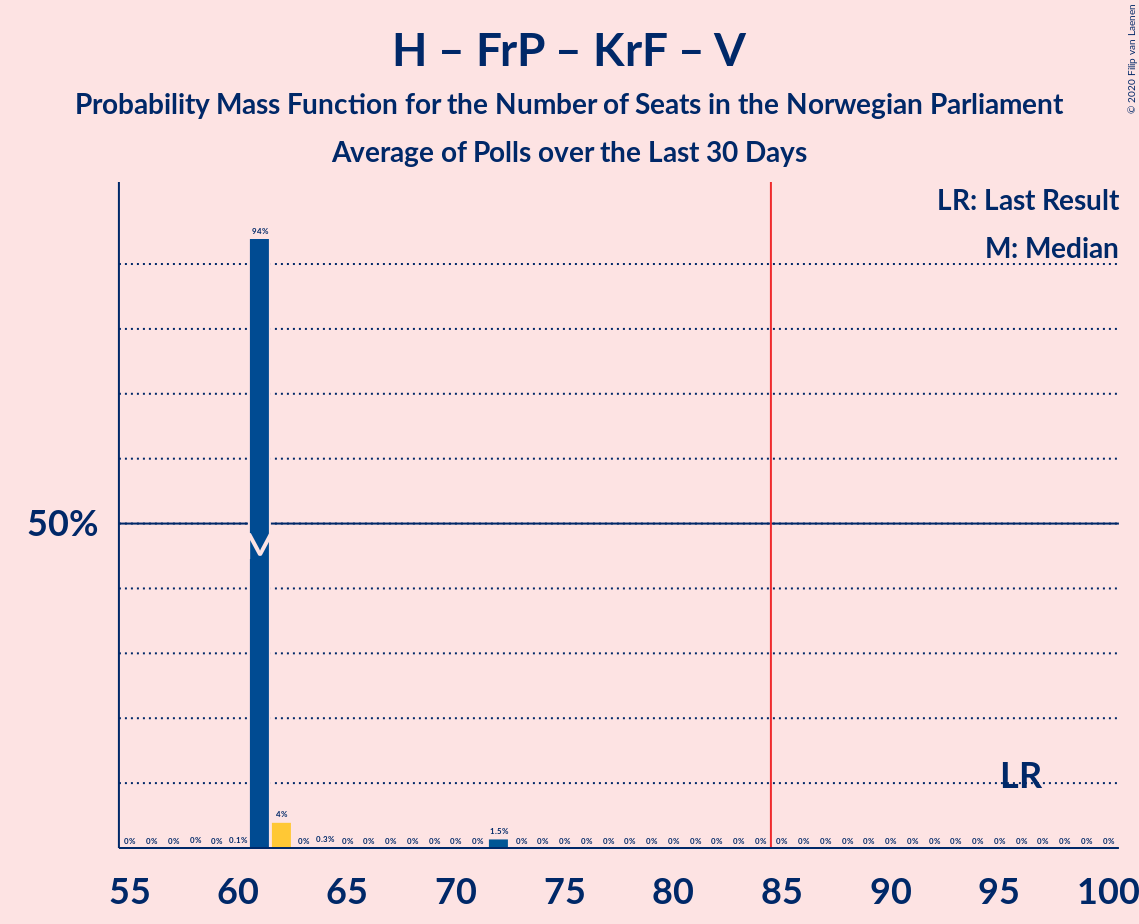 H – FrP – KrF – V
Probability Mass Function for the Number of Seats in the Norwegian Parliament
Average of Polls over the Last 30 Days
© 2020 Filip van Laenen
LR: Last Result
M: Median
94%
50%
LR
4%
1.5%
0% 0% 0% 0% 0% 0.1% 0% 0.3% 0% 0% 0% 0% 0% 0% 0% 0% 0% 0% 0% 0% 0% 0% 0% 0% 0% 0% 0% 0% 0% 0% 0% 0% 0% 0% 0% 0% 0% 0% 0% 0% 0% 0% 0%
55 60 65 70 75 80 85 90 95 100